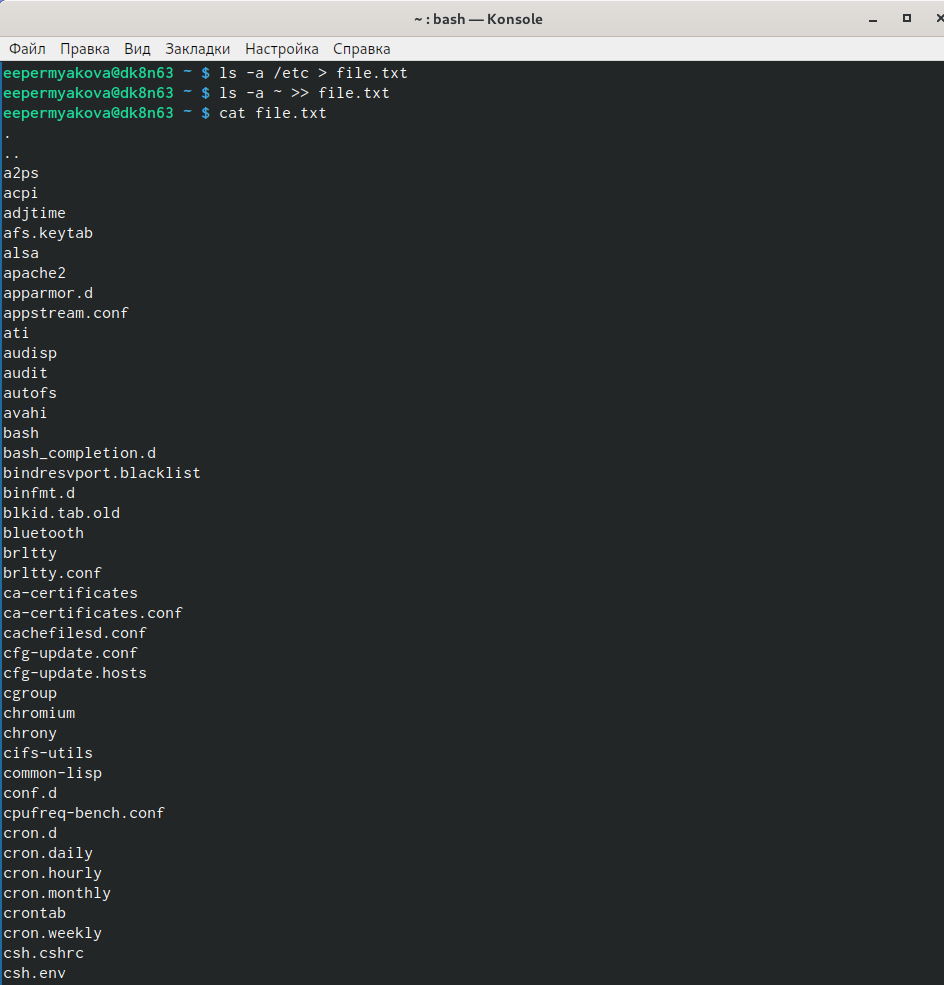 ~ : bash — Konsole
Файл Правка Вид Закладки Настройка Справка
eepermyakova@dk8n63 ~ $ ls -a /etc > file.txt
eepermyakova@dk8n63 ~ $ ls -a ~ >> file.txt
eepermyakova@dk8n63 ~ $ cat file.txt
.
..
a2ps
acpi
adjtime
afs.keytab
alsa
apache2
apparmor.d
appstream.conf
ati
audisp
audit
autofs
avahi
bash
bash_completion.d
bindresvport.blacklist
binfmt.d
blkid.tab.old
bluetooth
brltty
brltty.conf
ca-certificates
ca-certificates.conf
cachefilesd.conf
cfg-update.conf
cfg-update.hosts
cgroup
chromium
chrony
cifs-utils
common-lisp
conf.d
cpufreq-bench.conf
cron.d
cron.daily
cron.hourly
cron.monthly
crontab
cron.weekly
csh.cshrc
csh.env